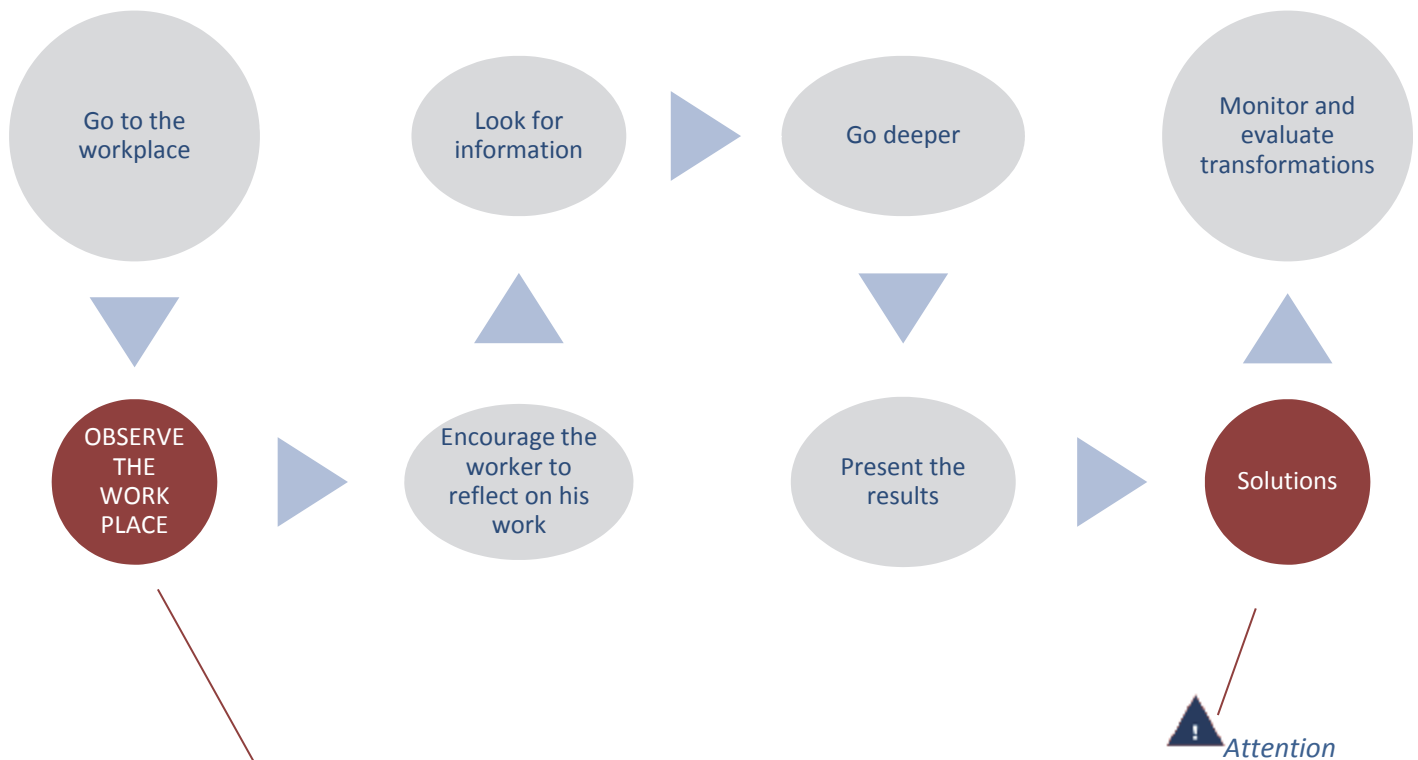 Go to the
workplace
OBSERVE
THE
WORK
PLACE
Encourage the
worker to
reflect on his
work
Look for
information
Go deeper
Present the
results
Solutions
Monitor and
evaluate
transformations
!
Attention